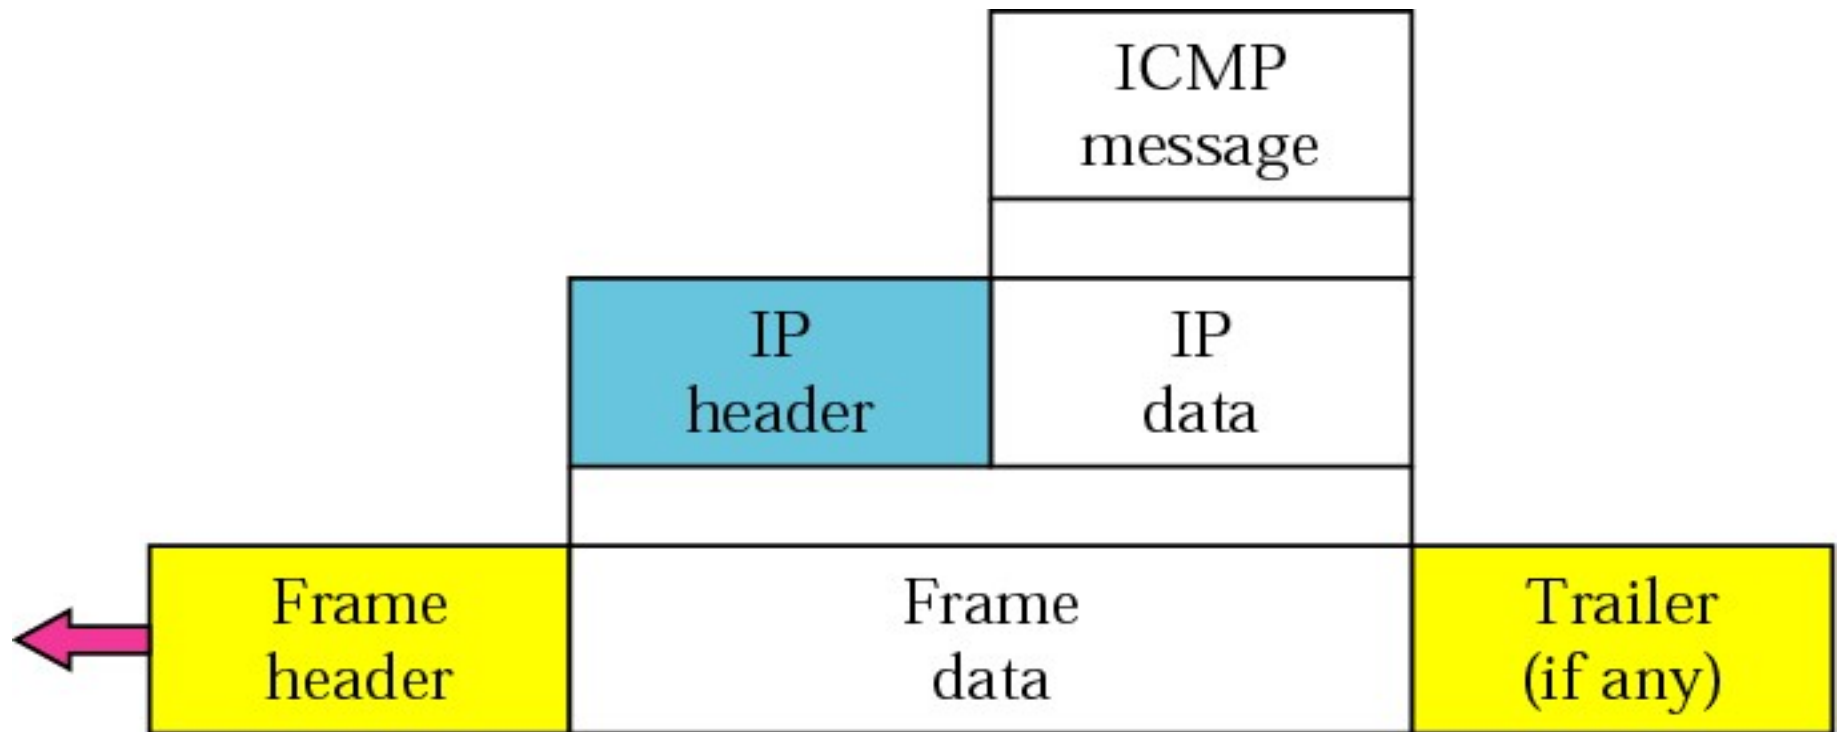 ICMP
message
IP
header
IP
data
Frame
header
Frame
data
Trailer
(if any)